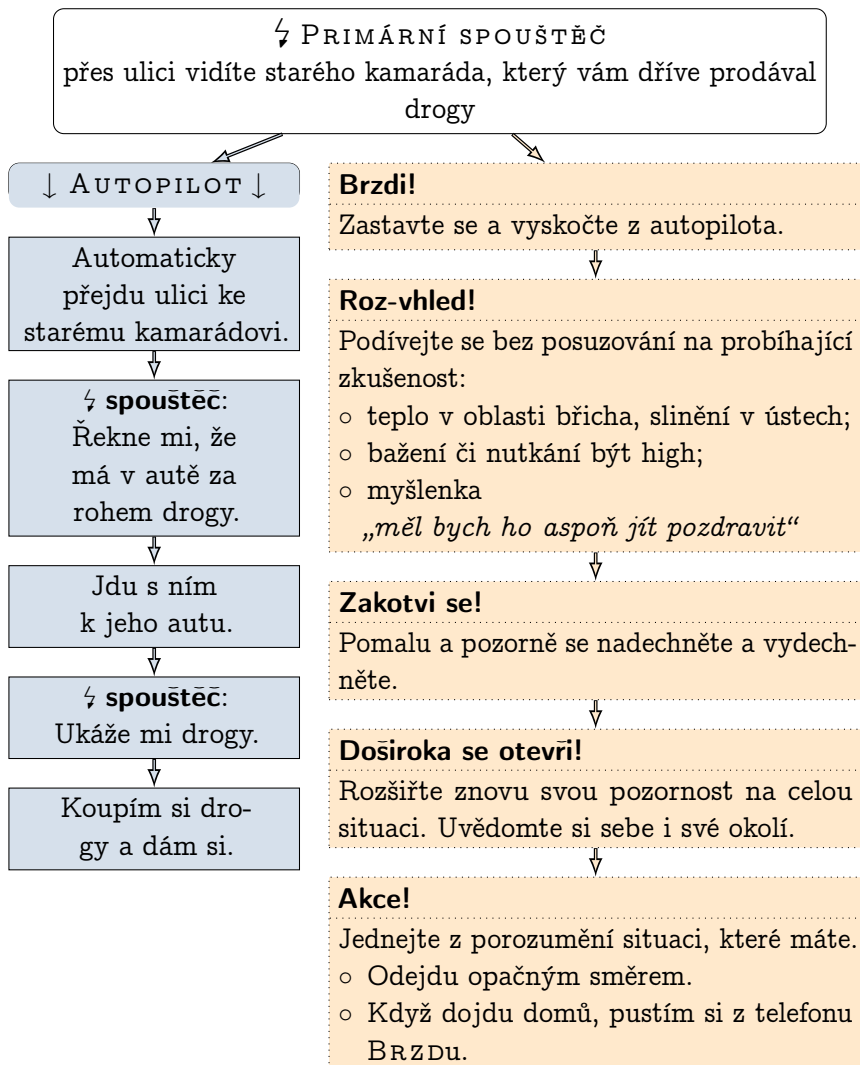 ↯ Primární spouštěč
přes ulici vidíte starého kamaráda, který vám dříve prodával
drogy
↓ Autopilot ↓
Automaticky
přejdu ulici ke
starému kamarádovi.
↯ spouštěč:
Řekne mi, že
má v autě za
rohem drogy.
Jdu s ním
k jeho autu.
↯ spouštěč:
Ukáže mi drogy.
Koupím si dro-
gy a dám si.
Brzdi!
Zastavte se a vyskočte z autopilota.
Roz-vhled!
Podívejte se bez posuzování na probíhající
zkušenost:
◦ teplo v oblasti břicha, slinění v ústech;
◦ bažení či nutkání být high;
◦ myšlenka
„měl bych ho aspoň jít pozdravit“
Zakotvi se!
Pomalu a pozorně se nadechněte a vydech-
něte.
Doširoka se otevři!
Rozšiřte znovu svou pozornost na celou
situaci. Uvědomte si sebe i své okolí.
Akce!
Jednejte z porozumění situaci, které máte.
◦ Odejdu opačným směrem.
◦ Když dojdu domů, pustím si z telefonu
BRZDu.